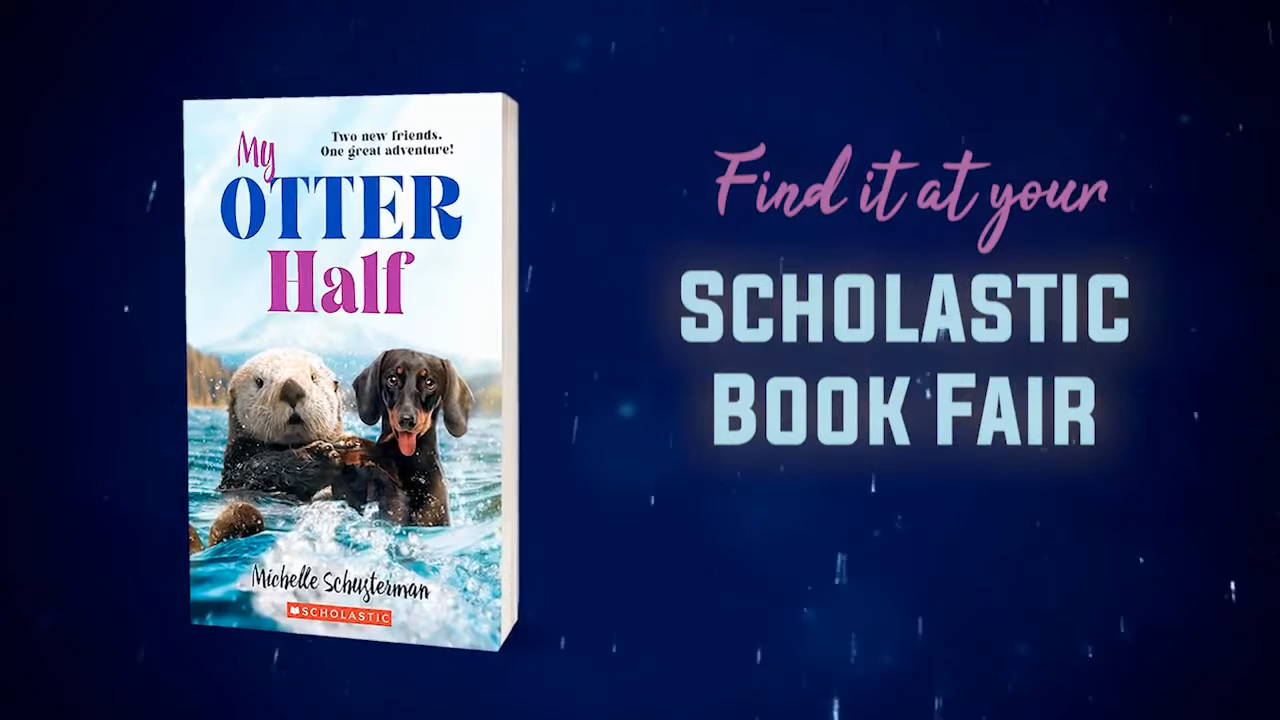 My
Two new friends.
One great adventure!
OTTER
Half
Michelle Schusterman
SCHOLASTIC
Find it at your
SCHOLASTIC
BOOK FAIR